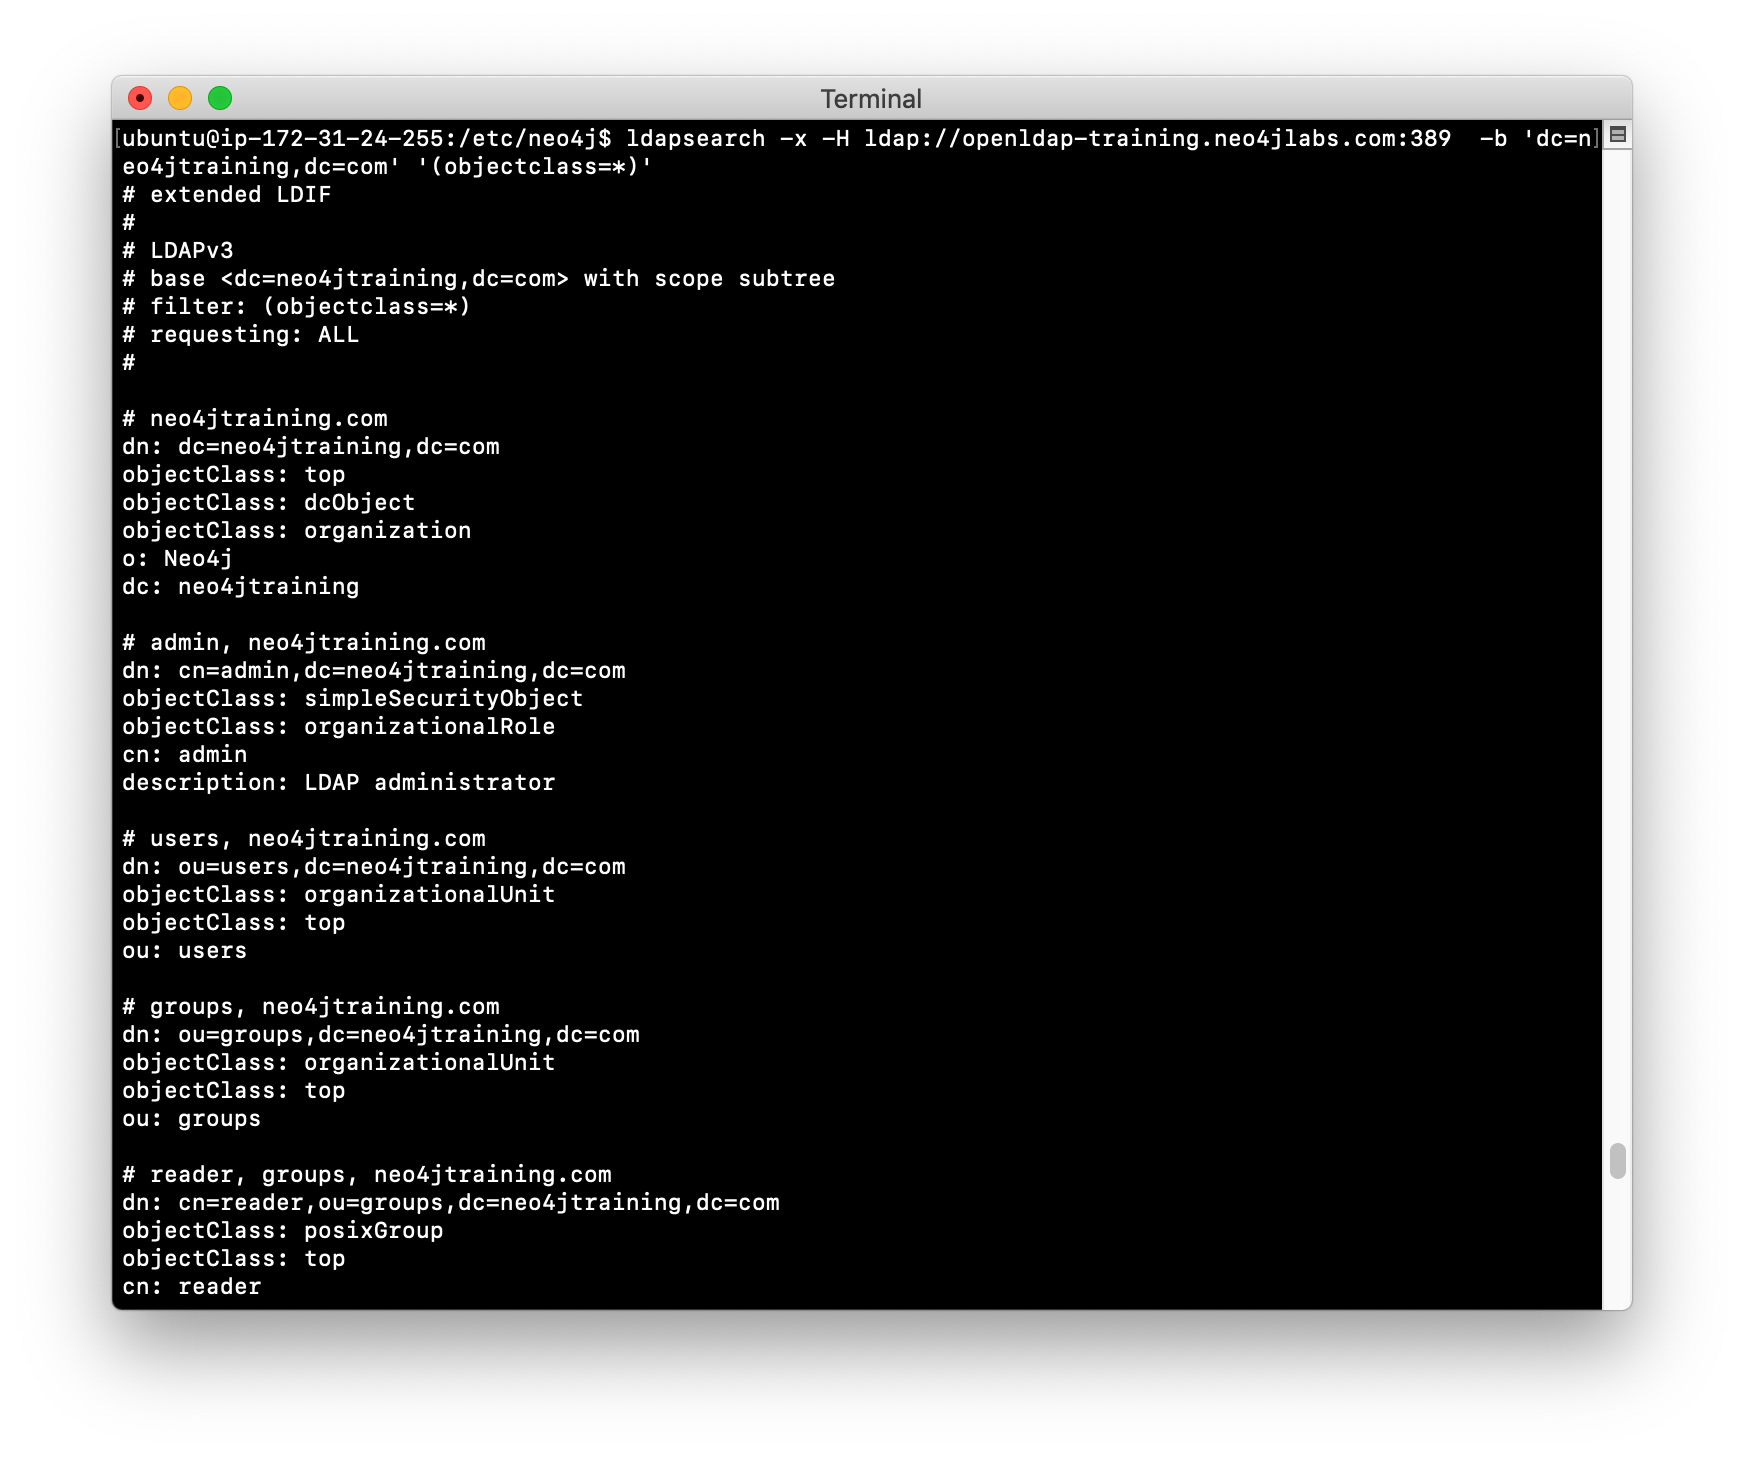 Terminal
ubuntu@ip-172-31-24-255:/etc/neo4j$ ldapsearch -x -H ldap://openldap-training.neo4jlabs.com:389  -b 'dc=n
eo4jtraining,dc=com' '(objectclass=*)'
# extended LDIF
#
# LDAPv3
# base <dc=neo4jtraining,dc=com> with scope subtree
# filter: (objectclass=*)
# requesting: ALL
#
# neo4jtraining.com
dn: dc=neo4jtraining,dc=com
objectClass: top
objectClass: dcObject
objectClass: organization
o: Neo4j
dc: neo4jtraining
# admin, neo4jtraining.com
dn: cn=admin,dc=neo4jtraining,dc=com
objectClass: simpleSecurityObject
objectClass: organizationalRole
cn: admin
description: LDAP administrator
# users, neo4jtraining.com
dn: ou=users,dc=neo4jtraining,dc=com
objectClass: organizationalUnit
objectClass: top
ou: users
# groups, neo4jtraining.com
dn: ou=groups,dc=neo4jtraining,dc=com
objectClass: organizationalUnit
objectClass: top
ou: groups
# reader, groups, neo4jtraining.com
dn: cn=reader,ou=groups,dc=neo4jtraining,dc=com
objectClass: posixGroup
objectClass: top
cn: reader